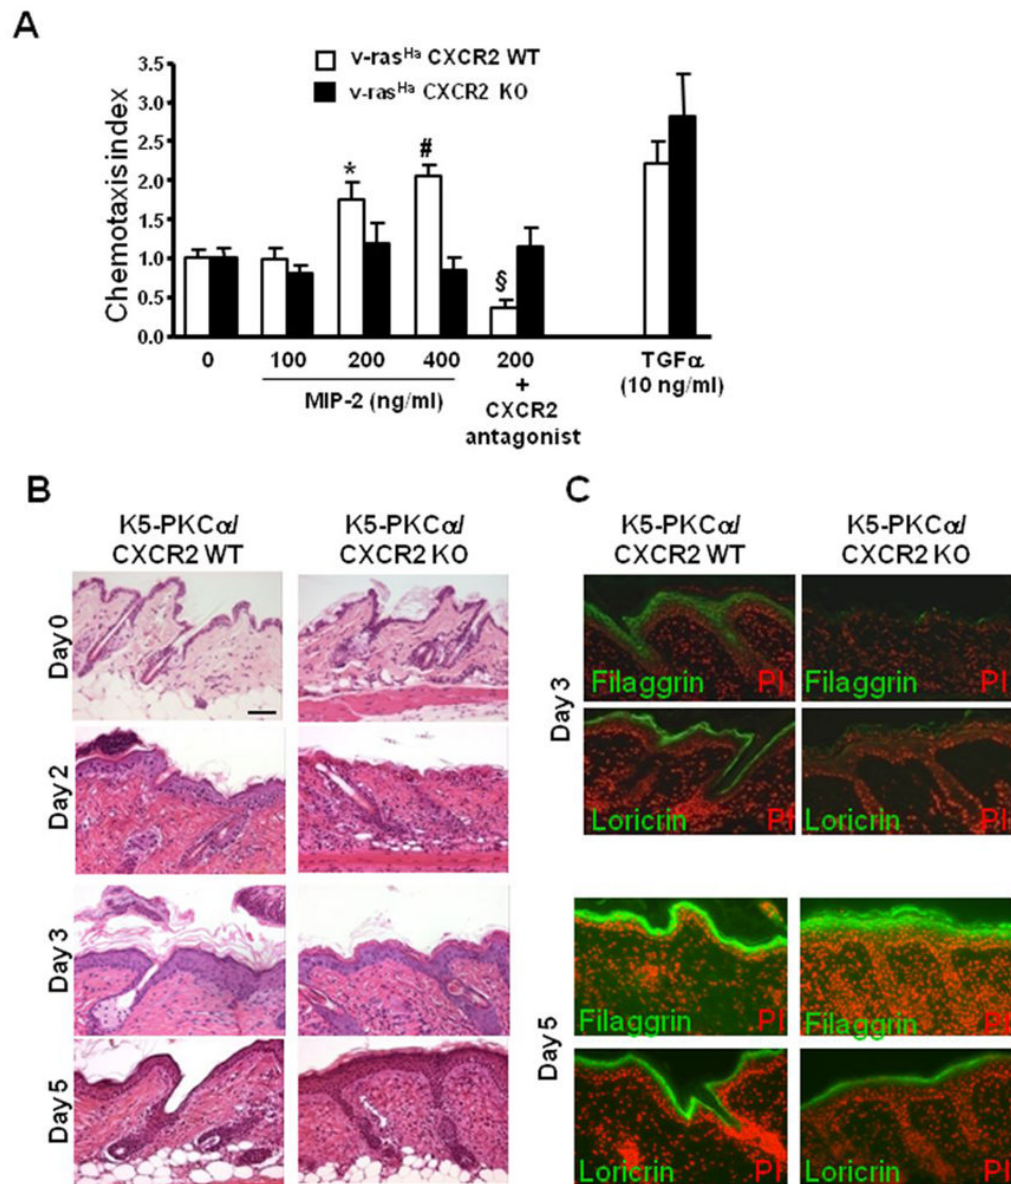 A
v-rasHa CXCR2 WT
v-rasHa CXCR2 KO
Chemotaxis index
3.5
3.0
2.5
2.0
1.5
1.0
0.5
0.0
*
#
§
0 100 200 400 200 TGFα
MIP-2 (ng/ml) + (10 ng/ml)
CXCR2
antagonist
B
K5-PKCα/ K5-PKCα/
CXCR2 WT CXCR2 KO
Day 0
Day 2
Day 3
Day 5
C
K5-PKCα/ K5-PKCα/
CXCR2 WT CXCR2 KO
Day 3
Filaggrin PI Filaggrin PI
Loricrin PI Loricrin PI
Day 5
Filaggrin PI Filaggrin PI
Loricrin PI Loricrin PI